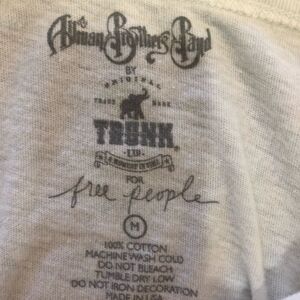 The Allman Brothers Band
BY
ORIGINAL
TRADE MARK
TRUNK
LTD
FOR
free people
M
100% COTTON
MACHINE WASH COLD
DO NOT BLEACH
TUMBLE DRY LOW
DO NOT IRON DECORATION
MADE IN USA